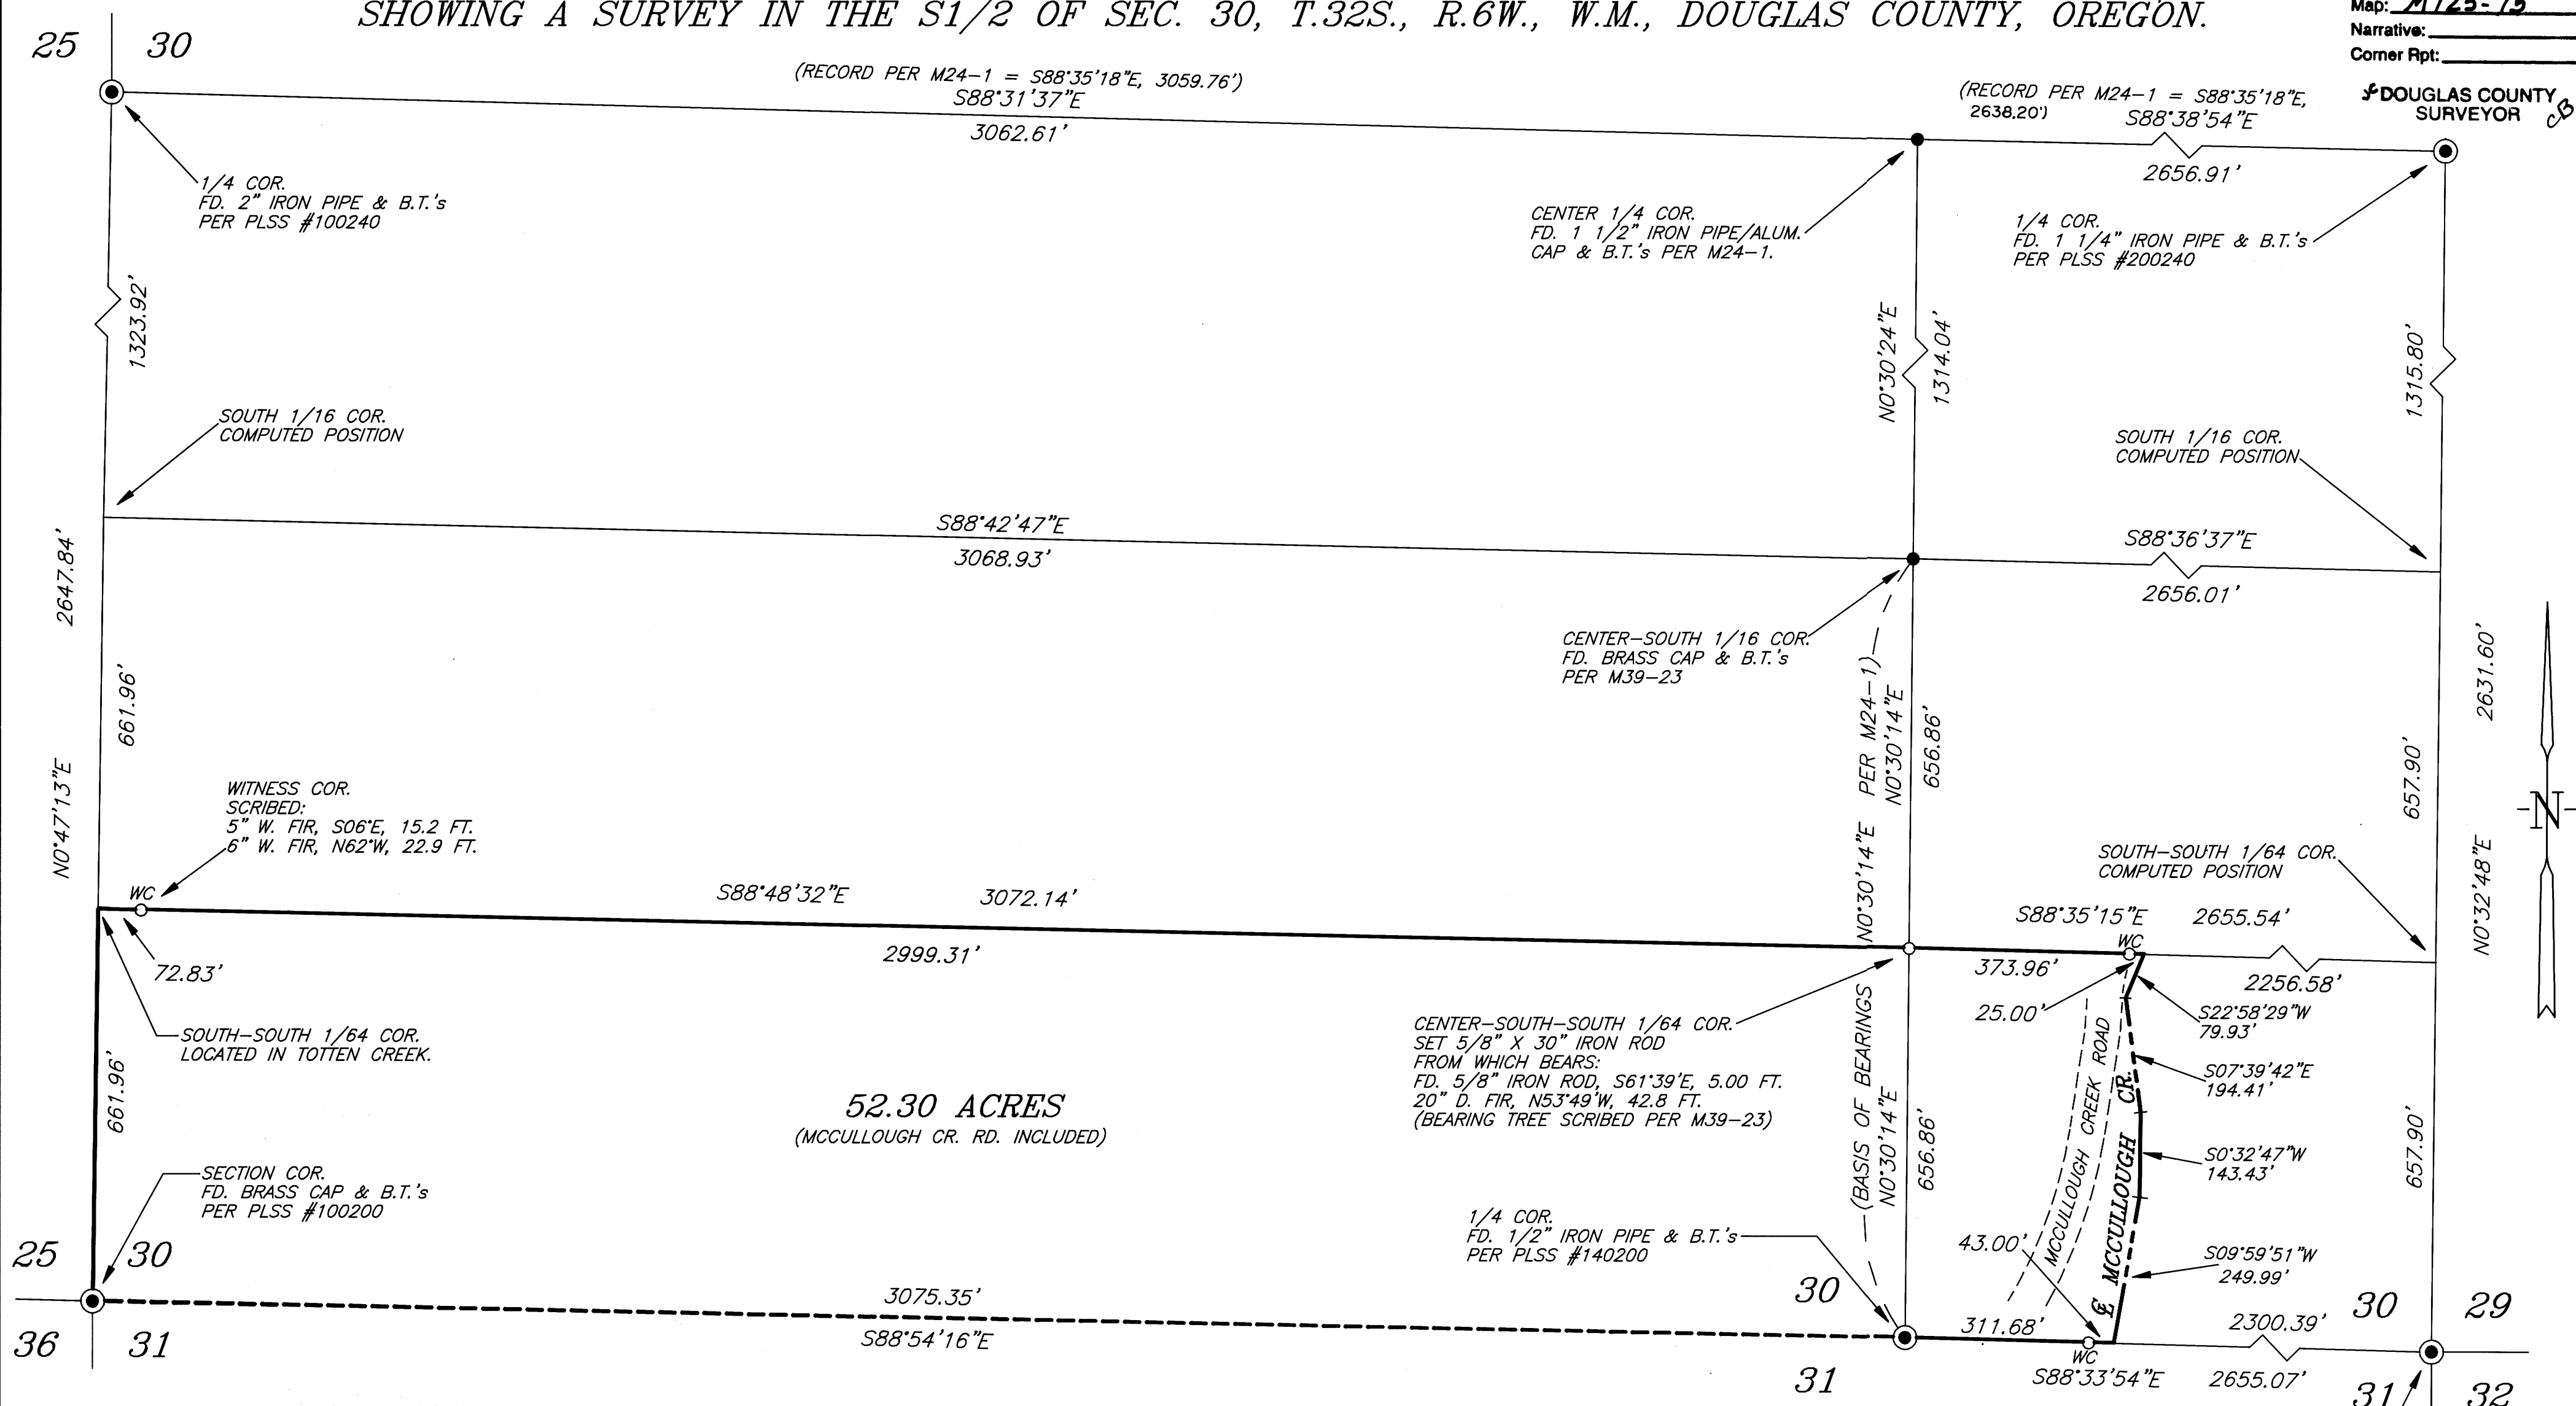 SHOWING A SURVEY IN THE S1/2 OF SEC. 30, T.32S., R.6W., W.M., DOUGLAS COUNTY, OREGON.
Map: M125-15
Narrative:
Corner Rpt:
DOUGLAS COUNTY
SURVEYOR
25 30
(RECORD PER M24-1 = S88°35'18"E, 3059.76')
S88°31'37"E
3062.61'
(RECORD PER M24-1 = S88°35'18"E,
2638.20')
S88°38'54"E
2656.91'
1/4 COR.
FD. 2" IRON PIPE & B.T.'s
PER PLSS #100240
CENTER 1/4 COR.
FD. 1 1/2" IRON PIPE/ALUM.
CAP & B.T.'s PER M24-1.
1/4 COR.
FD. 1 1/4" IRON PIPE & B.T.'s
PER PLSS #200240
1323.92'
N0°30'24"E
1314.04'
1315.80'
SOUTH 1/16 COR.
COMPUTED POSITION
SOUTH 1/16 COR.
COMPUTED POSITION
S88°42'47"E
3068.93'
S88°36'37"E
2656.01'
2647.84'
N0°47'13"E
661.96'
CENTER-SOUTH 1/16 COR.
FD. BRASS CAP & B.T.'s
PER M39-23
(BASIS OF BEARINGS N0°30'14"E PER M24-1)
N0°30'14"E
656.86'
657.90'
2631.60'
N0°32'48"E
N
WITNESS COR.
SCRIBED:
5" W. FIR, S06°E, 15.2 FT.
6" W. FIR, N62°W, 22.9 FT.
WC
S88°48'32"E 3072.14'
2999.31'
72.83'
SOUTH-SOUTH 1/64 COR.
COMPUTED POSITION
S88°35'15"E 2655.54'
WC
373.96'
25.00'
2256.58'
SOUTH-SOUTH 1/64 COR.
LOCATED IN TOTTEN CREEK.
CENTER-SOUTH-SOUTH 1/64 COR.
SET 5/8" X 30" IRON ROD
FROM WHICH BEARS:
FD. 5/8" IRON ROD, S61°39'E, 5.00 FT.
20" D. FIR, N53°49'W, 42.8 FT.
(BEARING TREE SCRIBED PER M39-23)
S22°58'29"W
79.93'
S07°39'42"E
194.41'
S0°32'47"W
143.43'
S09°59'51"W
249.99'
MCCULLOUGH CREEK ROAD
℄ MCCULLOUGH CR.
661.96'
52.30 ACRES
(MCCULLOUGH CR. RD. INCLUDED)
N0°30'14"E
656.86'
657.90'
SECTION COR.
FD. BRASS CAP & B.T.'s
PER PLSS #100200
1/4 COR.
FD. 1/2" IRON PIPE & B.T.'s
PER PLSS #140200
43.00'
25 30
36 31
3075.35'
S88°54'16"E
30
31
311.68'
WC
2300.39'
S88°33'54"E 2655.07'
30 29
31 32